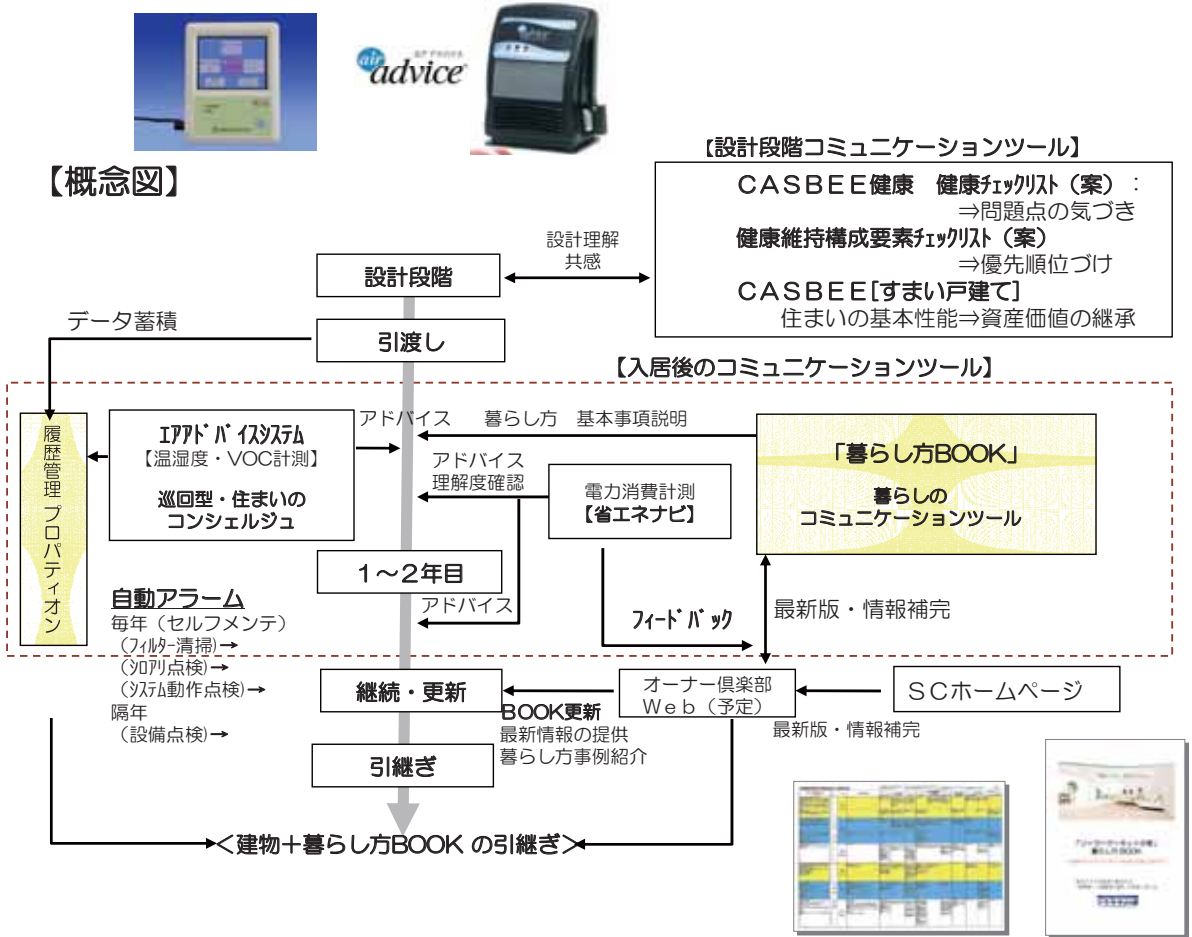 air
advice
【概念図】
【設計段階コミュニケーションツール】
CASBEE健康 健康ﾁｪｯｸﾘｽﾄ（案）：
⇒問題点の気づき
健康維持構成要素ﾁｪｯｸﾘｽﾄ（案）
⇒優先順位づけ
CASBEE[すまい戸建て]
住まいの基本性能⇒資産価値の継承
設計理解
共感
設計段階
データ蓄積
引渡し
【入居後のコミュニケーションツール】
履歴管理 プロパティオン
ｴｱｱﾄﾞﾊﾞｲｽｼｽﾃﾑ
【温湿度・VOC計測】
巡回型・住まいの
コンシェルジュ
アドバイス
暮らし方 基本事項説明
アドバイス
理解度確認
電力消費計測
【省エネナビ】
「暮らし方BOOK」
暮らしの
コミュニケーションツール
1～2年目
アドバイス
ﾌｨｰﾄﾞﾊﾞｯｸ
最新版・情報補完
自動アラーム
毎年（セルフメンテ）
（ﾌｨﾙﾀｰ清掃)→
（ｼﾛｱﾘ点検)→
（ｼｽﾃﾑ動作点検)→
隔年
（設備点検)→
継続・更新
オーナー倶楽部
Web（予定）
SCホームページ
BOOK更新
最新情報の提供
暮らし方事例紹介
最新版・情報補完
引継ぎ
＜建物＋暮らし方BOOK の引継ぎ＞
暮らし方BOOK